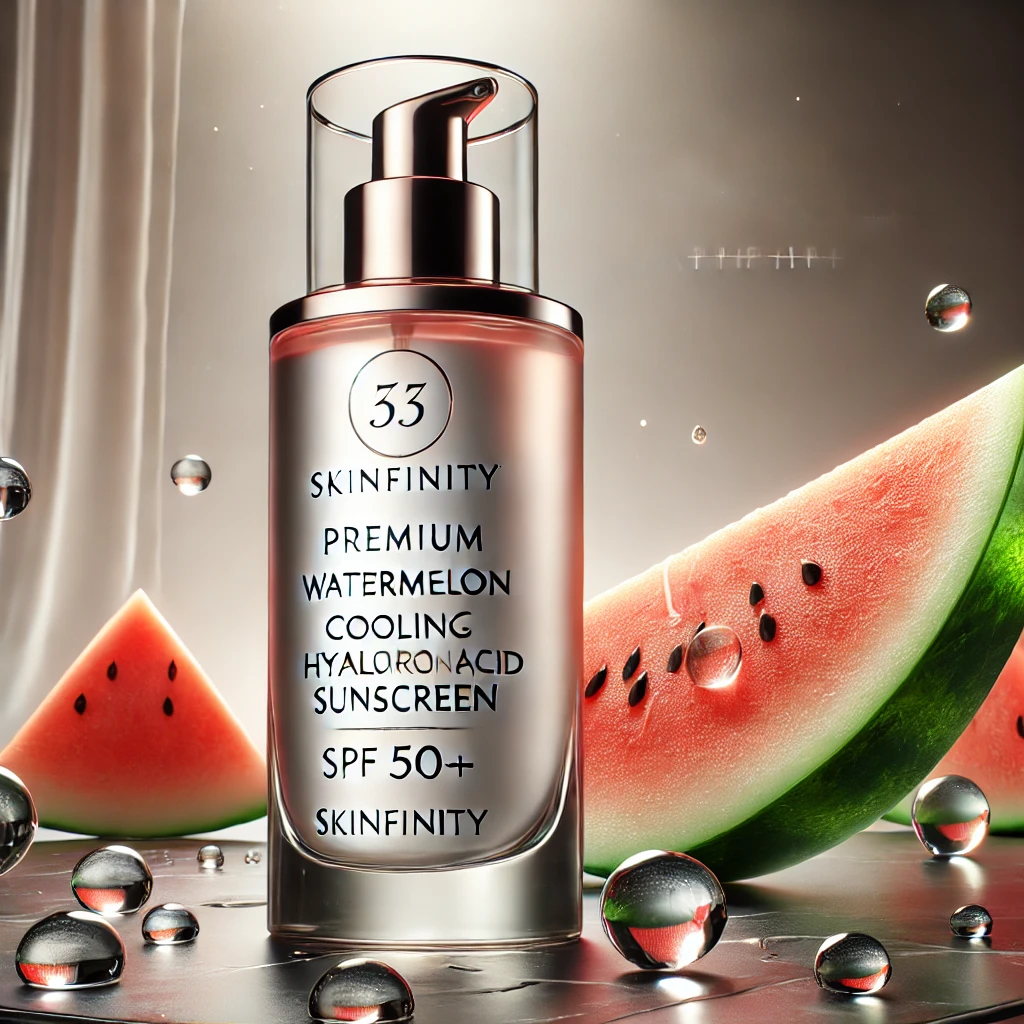 33
SKINFINITY
PREMIUM
WATERMELON
COOLING
HYALORONACID
SUNSCREEN
SPF 50+
SKINFINITY